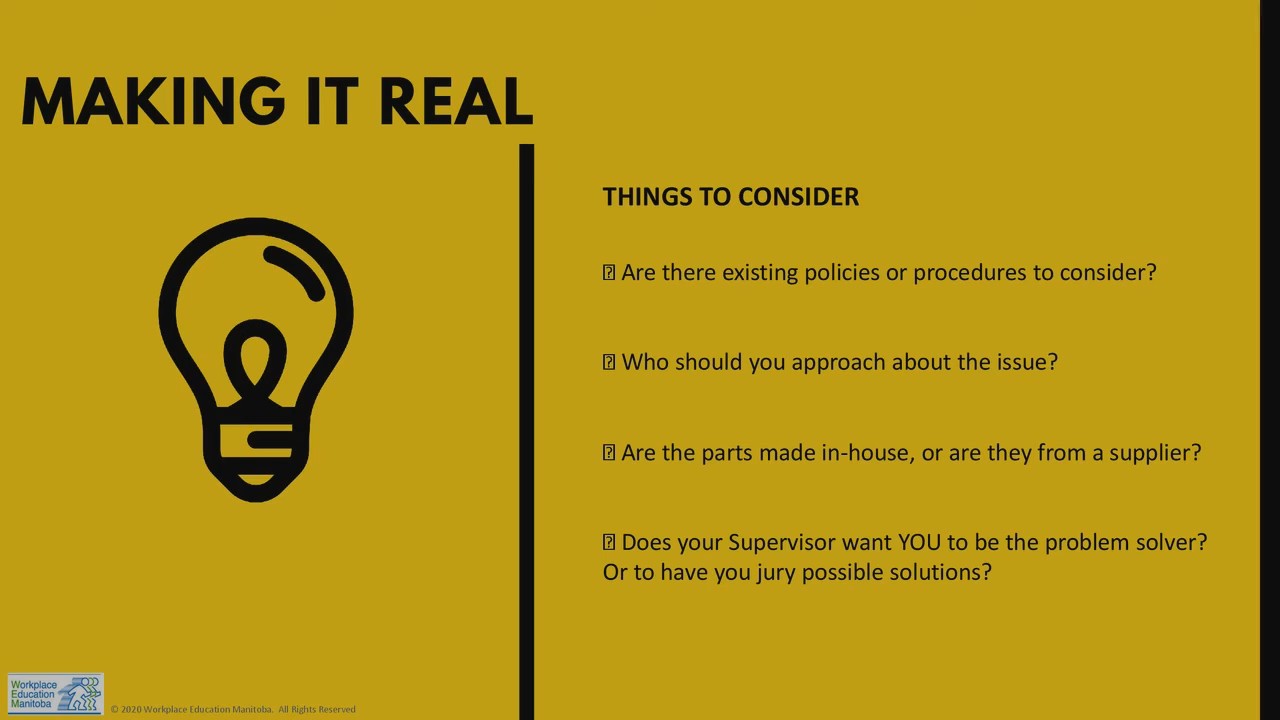 MAKING IT REAL
THINGS TO CONSIDER
⍰ Are there existing policies or procedures to consider?
⍰ Who should you approach about the issue?
⍰ Are the parts made in-house, or are they from a supplier?
⍰ Does your Supervisor want YOU to be the problem solver?
Or to have you jury possible solutions?
Workplace
Education
Manitoba
© 2020 Workplace Education Manitoba. All Rights Reserved